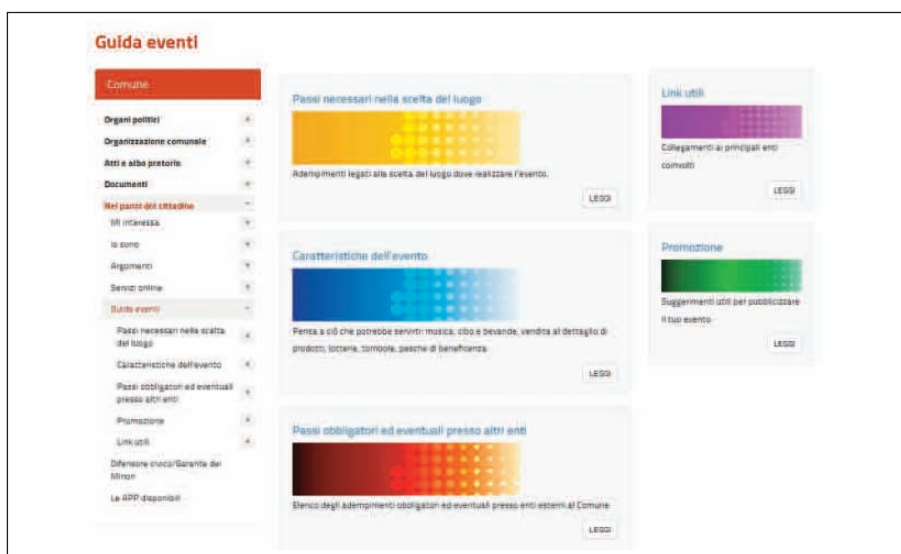 Guida eventi
Comune
Organi politici
Organizzazione comunale
Atti e albo pretorio
Documenti
Nei panni del cittadino
Mi interessa
Io sono
Argomenti
Servizi online
Guida eventi
Passi necessari nella scelta
del luogo
Caratteristiche dell'evento
Passi obbligatori ed eventuali
presso altri enti
Promozione
Link utili
Difensore civico/Garante dei
Minori
Le APP disponibili
Passi necessari nella scelta del luogo
Adempimenti legati alla scelta del luogo dove realizzare l'evento.
LEGGI
Caratteristiche dell'evento
Pensa a ciò che potrebbe servirti: musica, cibo e bevande, vendita al dettaglio di
prodotti, lotterie, tombole, pesche di beneficenza.
LEGGI
Passi obbligatori ed eventuali presso altri enti
Elenco degli adempimenti obbligatori ed eventuali presso enti esterni al Comune
LEGGI
Link utili
Collegamenti ai principali enti
coinvolti
LEGGI
Promozione
Suggerimenti utili per pubblicizzare
il tuo evento
LEGGI